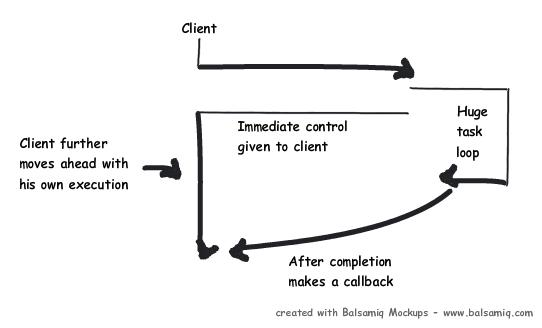 Client
Huge
task
loop
Immediate control
given to client
Client further
moves ahead with
his own execution
After completion
makes a callback
created with Balsamiq Mockups - www.balsamiq.com